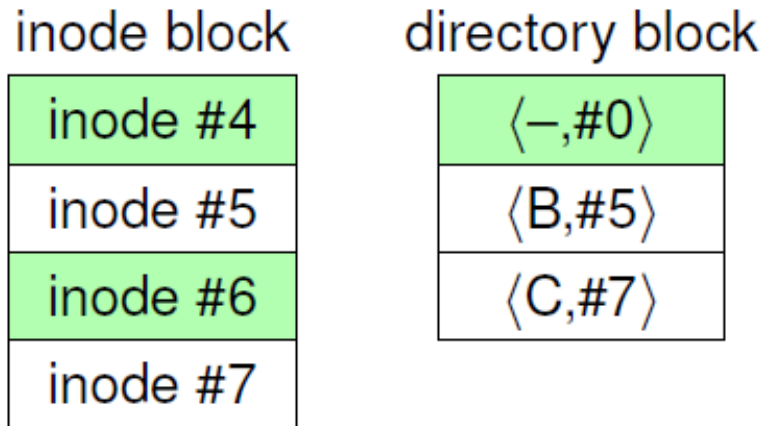 inode block
inode #4
inode #5
inode #6
inode #7
directory block
⟨–,#0⟩
⟨B,#5⟩
⟨C,#7⟩